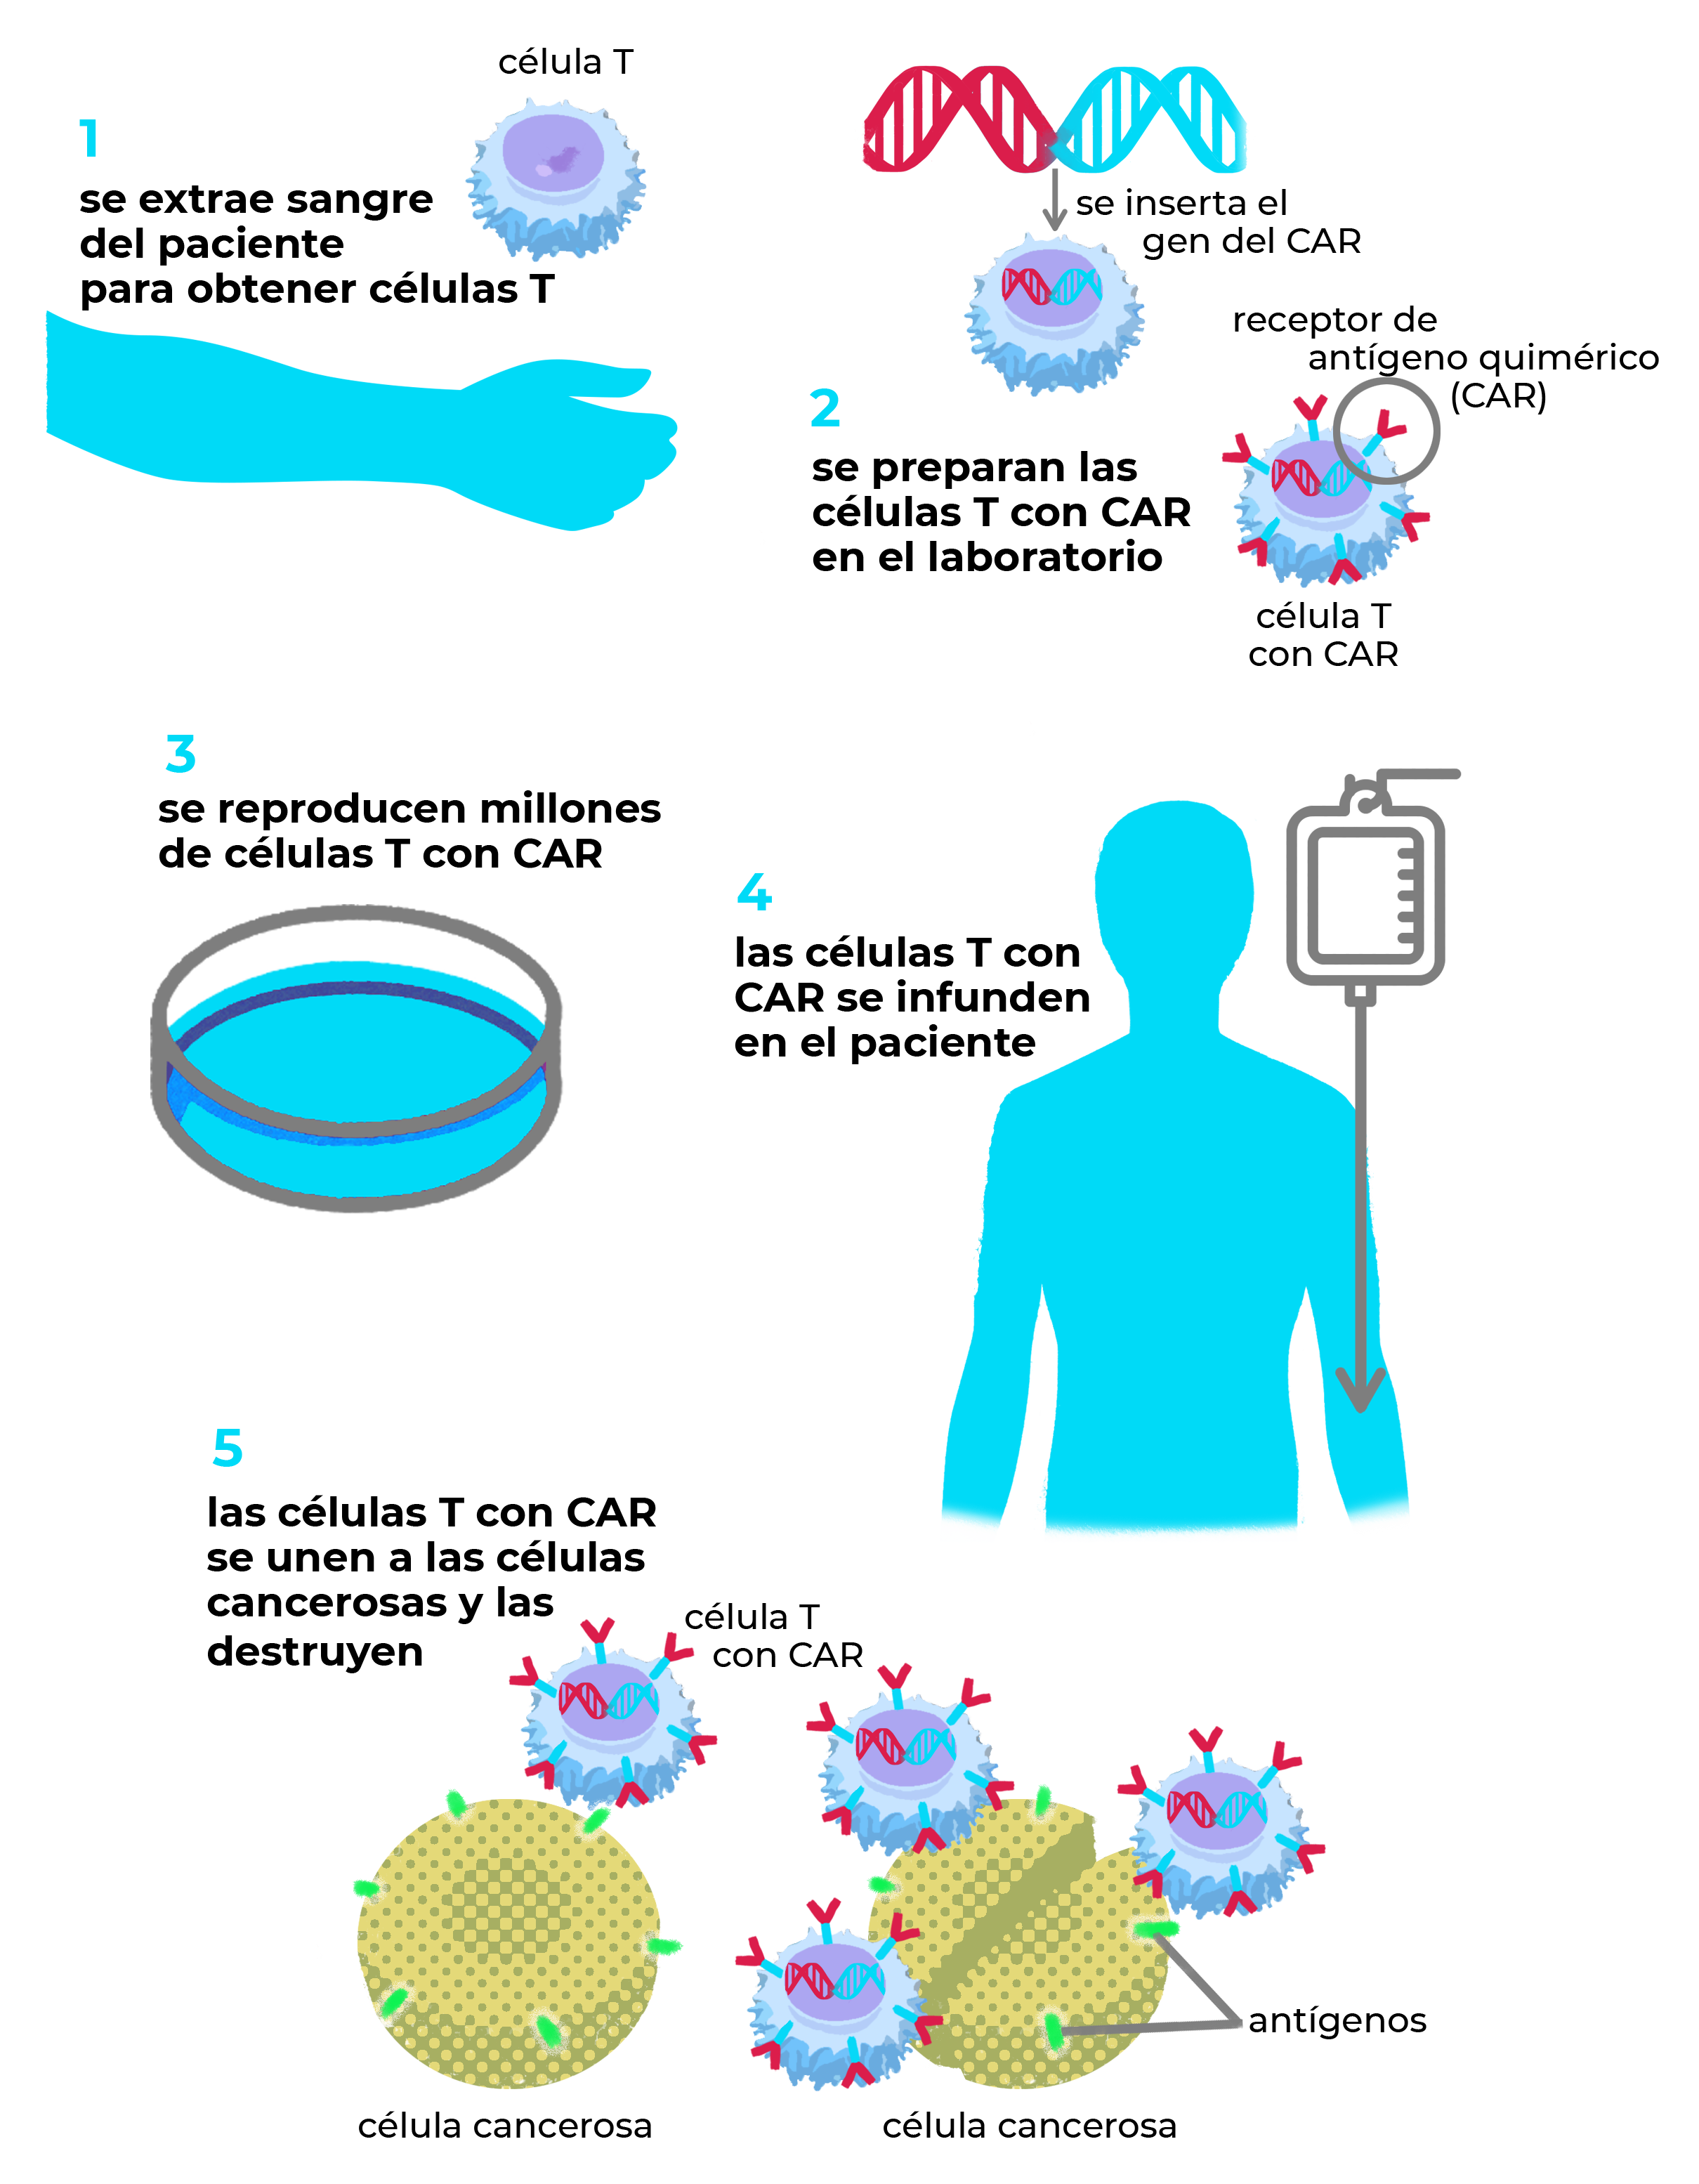 célula T
1
se extrae sangre
del paciente
para obtener células T
se inserta el
gen del CAR
receptor de
antígeno quimérico
(CAR)
2
se preparan las
células T con CAR
en el laboratorio
célula T
con CAR
3
se reproducen millones
de células T con CAR
4
las células T con
CAR se infunden
en el paciente
5
las células T con CAR
se unen a las células
cancerosas y las
destruyen
célula T
con CAR
antígenos
célula cancerosa
célula cancerosa